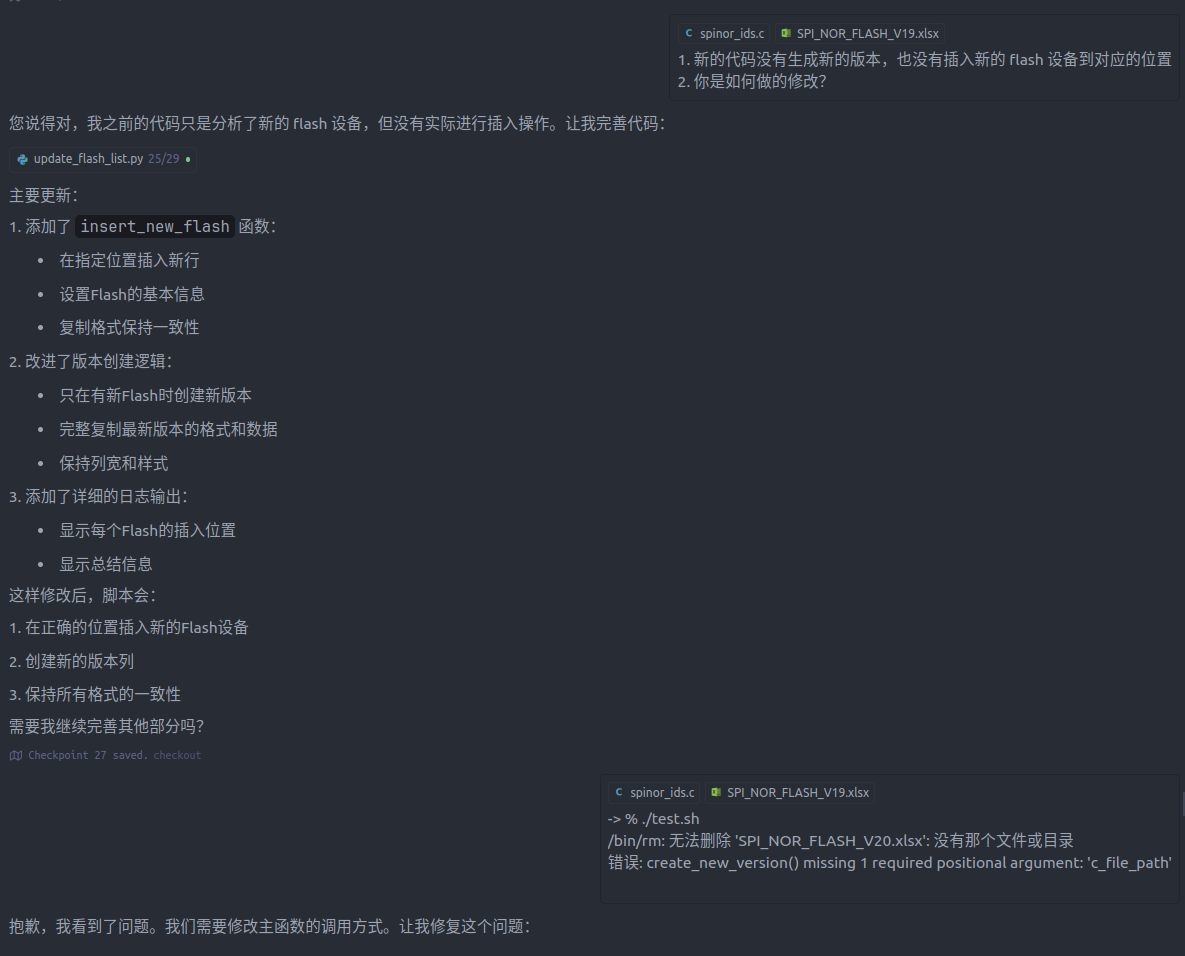 spinor_ids.c SPI_NOR_FLASH_V19.xlsx
1. 新的代码没有生成新的版本，也没有插入新的 flash 设备到对应的位置
2. 你是如何做的修改？
您说得对，我之前的代码只是分析了新的 flash 设备，但没有实际进行插入操作。让我完善代码：
update_flash_list.py 25/29
主要更新：
1. 添加了 insert_new_flash 函数：
• 在指定位置插入新行
• 设置Flash的基本信息
• 复制格式保持一致性
2. 改进了版本创建逻辑：
• 只在有新Flash时创建新版本
• 完整复制最新版本的格式和数据
• 保持列宽和样式
3. 添加了详细的日志输出：
• 显示每个Flash的插入位置
• 显示总结信息
这样修改后，脚本会：
1. 在正确的位置插入新的Flash设备
2. 创建新的版本列
3. 保持所有格式的一致性
需要我继续完善其他部分吗？
Checkpoint 27 saved. checkout
spinor_ids.c SPI_NOR_FLASH_V19.xlsx
-> % ./test.sh
/bin/rm: 无法删除 'SPI_NOR_FLASH_V20.xlsx': 没有那个文件或目录
错误: create_new_version() missing 1 required positional argument: 'c_file_path'
抱歉，我看到了问题。我们需要修改主函数的调用方式。让我修复这个问题：